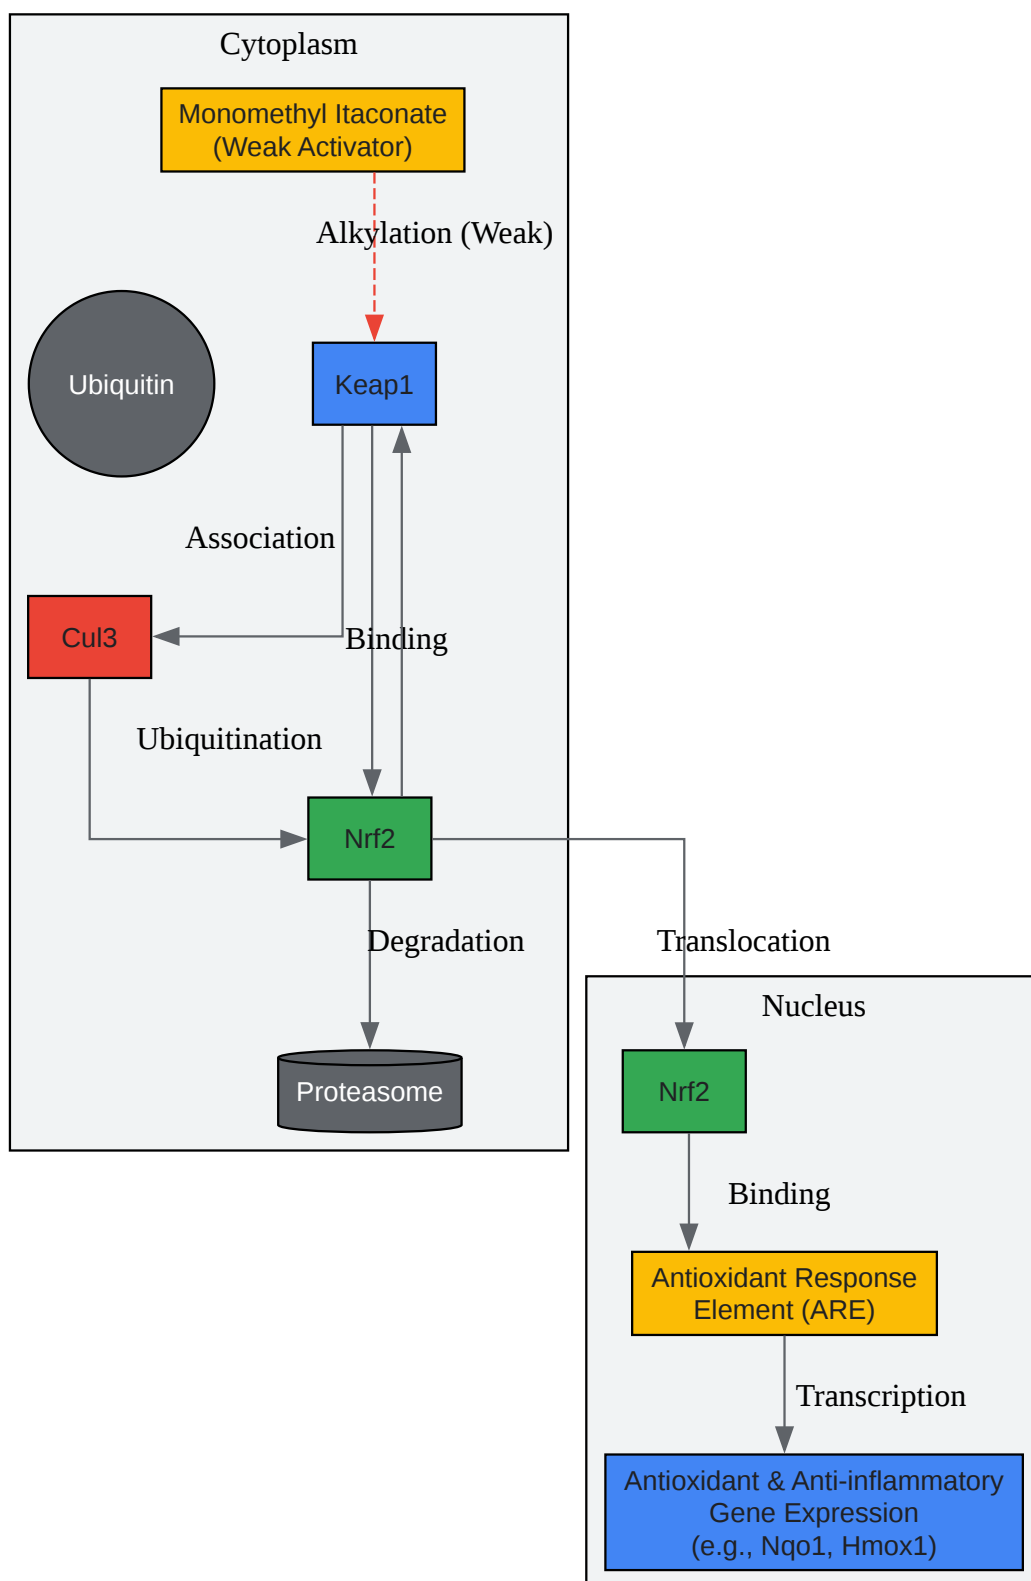 Cytoplasm
Monomethyl Itaconate
(Weak Activator)
Alkylation (Weak)
Ubiquitin
Keap1
Association
Cul3
Binding
Ubiquitination
Nrf2
Degradation
Translocation
Nucleus
Proteasome
Nrf2
Binding
Antioxidant Response
Element (ARE)
Transcription
Antioxidant & Anti-inflammatory
Gene Expression
(e.g., Nqo1, Hmox1)